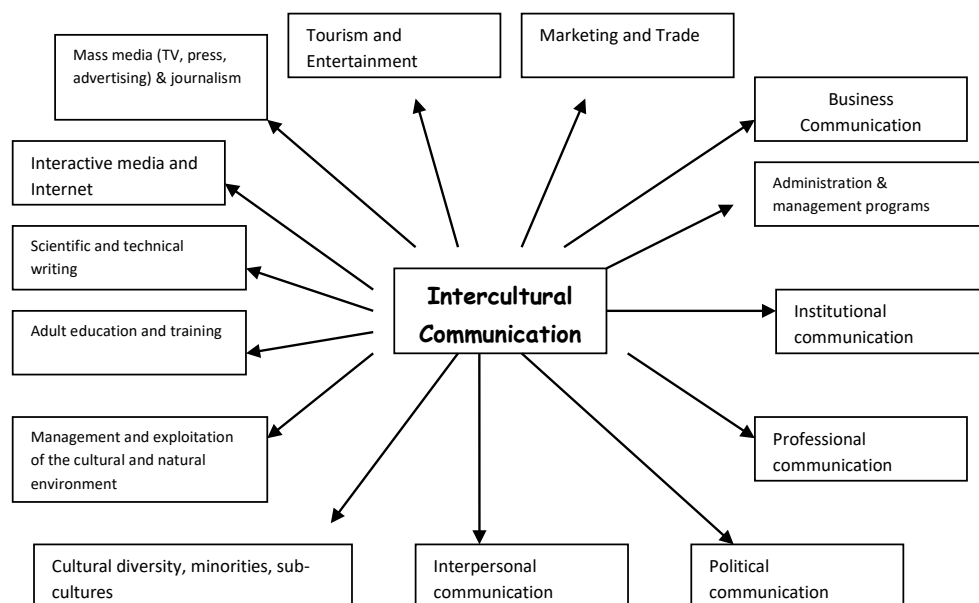 Mass media (TV, press,
advertising) & journalism
Tourism and
Entertainment
Marketing and Trade
Business
Communication
Interactive media and
Internet
Administration &
management programs
Scientific and technical
writing
Intercultural
Communication
Institutional
communication
Adult education and training
Management and exploitation
of the cultural and natural
environment
Professional
communication
Cultural diversity, minorities, sub-
cultures
Interpersonal
communication
Political
communication